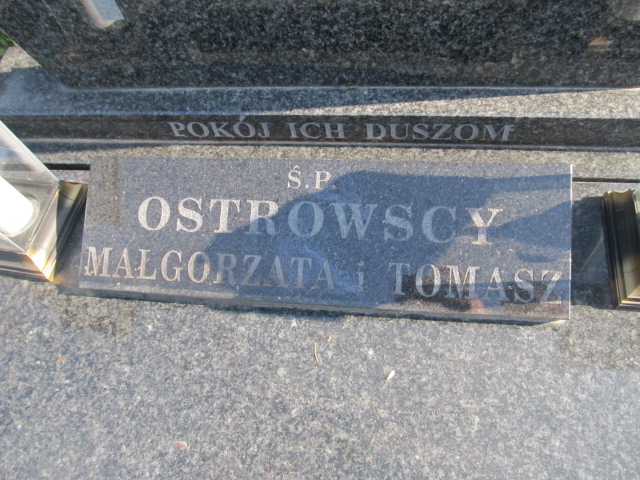 POKÓJ ICH DUSZOM
Ś.P
OSTROWSCY
MAŁGORZATA i TOMASZ